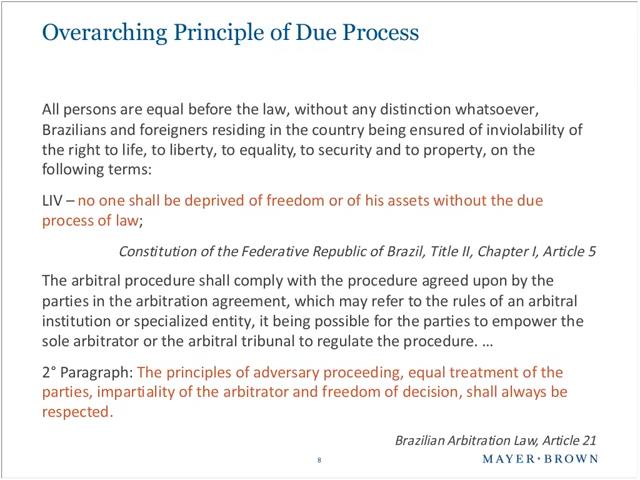 Overarching Principle of Due Process
All persons are equal before the law, without any distinction whatsoever,
Brazilians and foreigners residing in the country being ensured of inviolability of
the right to life, to liberty, to equality, to security and to property, on the
following terms:
LIV – no one shall be deprived of freedom or of his assets without the due
process of law;
Constitution of the Federative Republic of Brazil, Title II, Chapter I, Article 5
The arbitral procedure shall comply with the procedure agreed upon by the
parties in the arbitration agreement, which may refer to the rules of an arbitral
institution or specialized entity, it being possible for the parties to empower the
sole arbitrator or the arbitral tribunal to regulate the procedure. …
2° Paragraph: The principles of adversary proceeding, equal treatment of the
parties, impartiality of the arbitrator and freedom of decision, shall always be
respected.
Brazilian Arbitration Law, Article 21
8
MAYER•BROWN